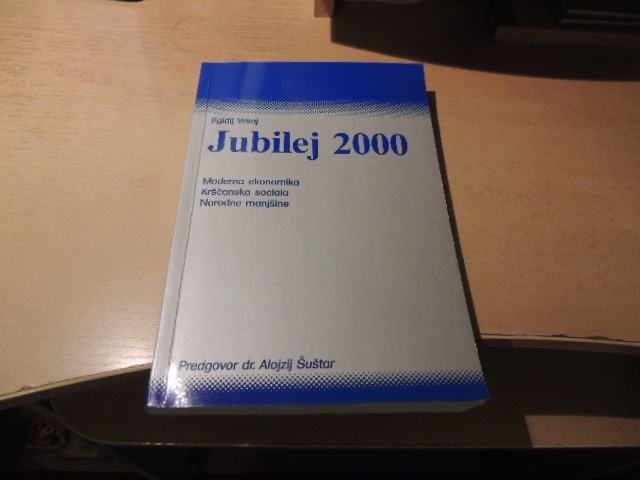 Egidij Vršaj
Jubilej 2000
Moderna ekonomika
Krščanska sociala
Narodne manjšine
Predgovor dr. Alojzij Šuštar